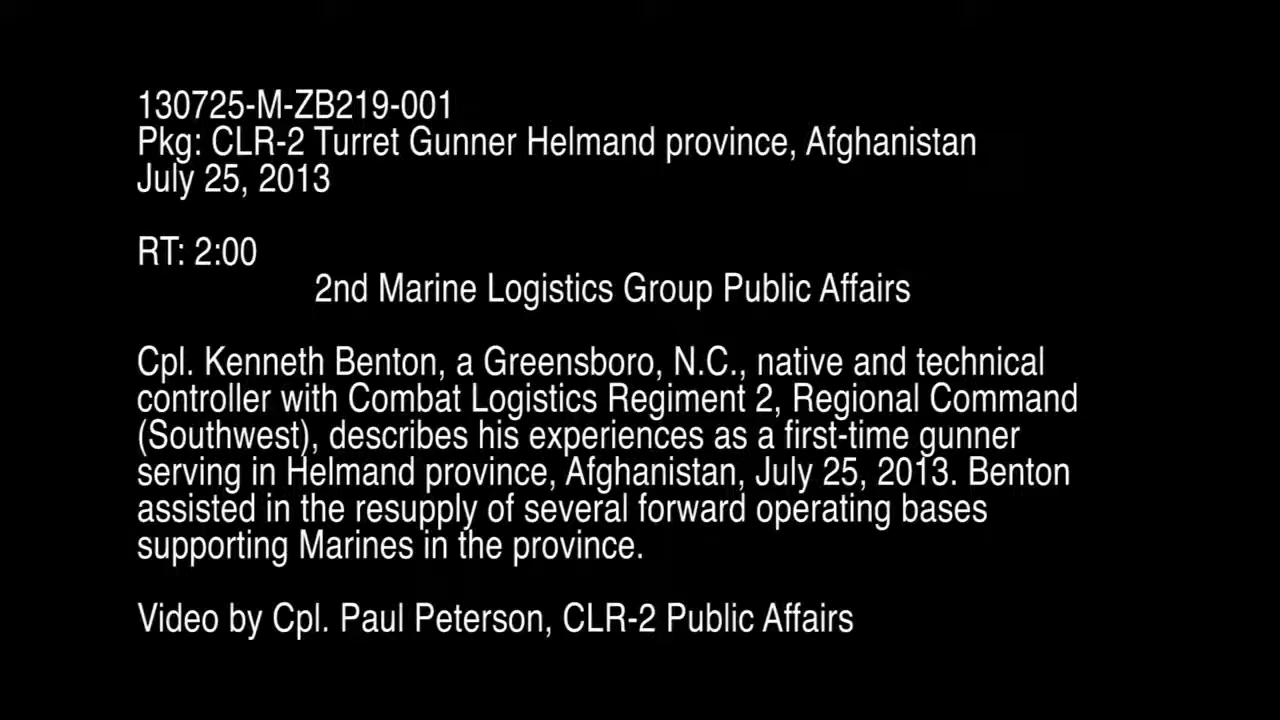 130725-M-ZB219-001
Pkg: CLR-2 Turret Gunner Helmand province, Afghanistan
July 25, 2013
RT: 2:00
2nd Marine Logistics Group Public Affairs
Cpl. Kenneth Benton, a Greensboro, N.C., native and technical
controller with Combat Logistics Regiment 2, Regional Command
(Southwest), describes his experiences as a first-time gunner
serving in Helmand province, Afghanistan, July 25, 2013. Benton
assisted in the resupply of several forward operating bases
supporting Marines in the province.
Video by Cpl. Paul Peterson, CLR-2 Public Affairs